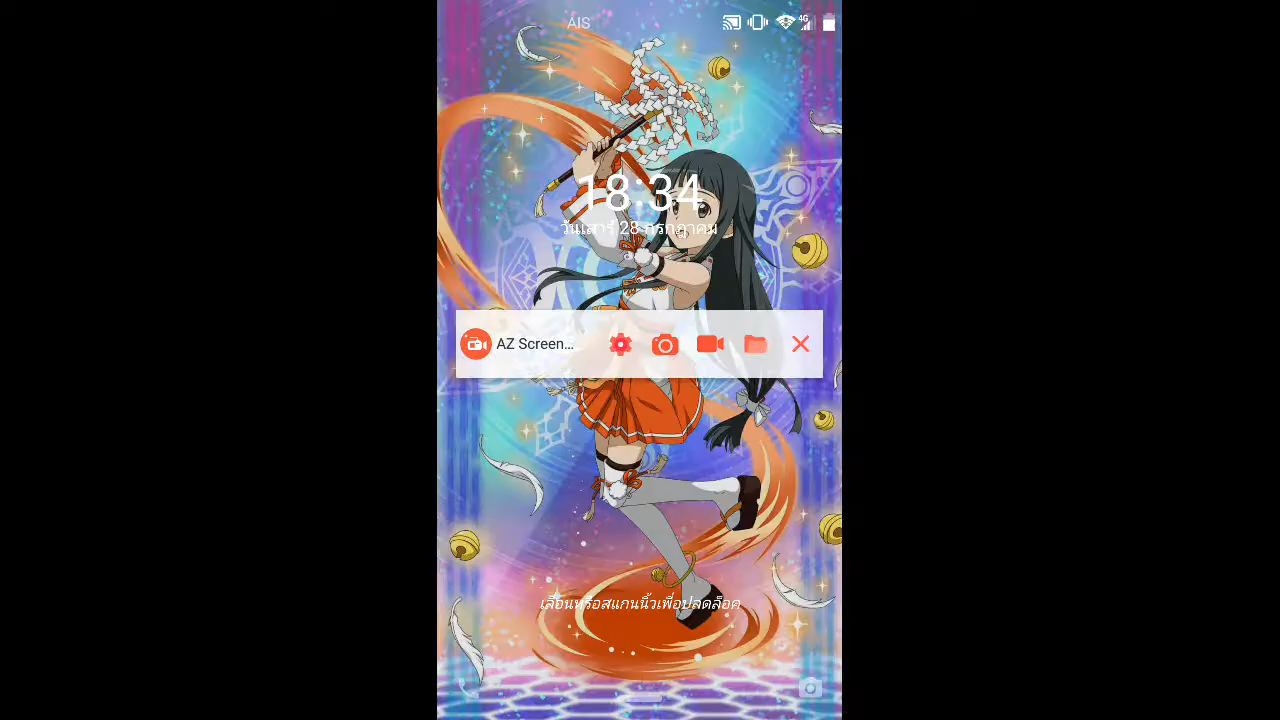 AIS
4G
18:34
วันเสาร์ 28 กรกฎาคม
AZ Screen…
เลื่อนหรือสแกนนิ้วเพื่อปลดล็อค